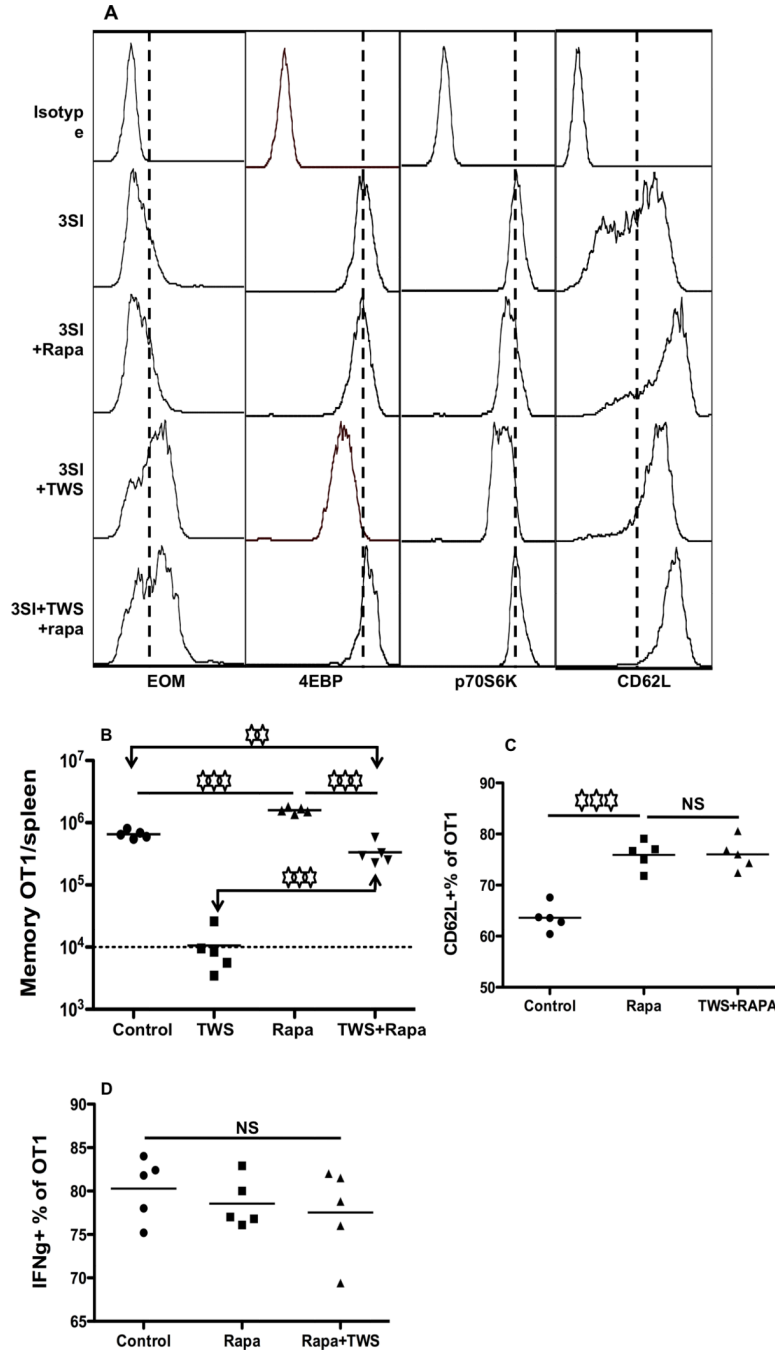 A
Isotyp
e
3SI
3SI
+Rapa
3SI
+TWS
3SI+TWS
+rapa
EOM 4EBP p70S6K CD62L
B
Memory OT1/spleen
10⁷
10⁶
10⁵
10⁴
10³
Control TWS Rapa TWS+Rapa
C
CD62L+% of OT1
90
80
70
60
50
NS
Control Rapa TWS+RAPA
D
IFNg+ % of OT1
90
85
80
75
70
65
NS
Control Rapa Rapa+TWS